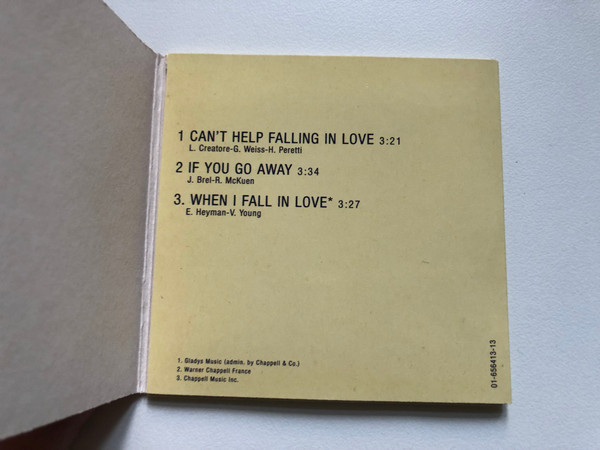 1 CAN'T HELP FALLING IN LOVE 3:21
L. Creatore-G. Weiss-H. Peretti
2 IF YOU GO AWAY 3:34
J. Brel-R. McKuen
3. WHEN I FALL IN LOVE* 3:27
E. Heyman-V. Young
1. Gladys Music (admin. by Chappell & Co.)
2. Warner Chappell France
3. Chappell Music Inc.
01-656413-13